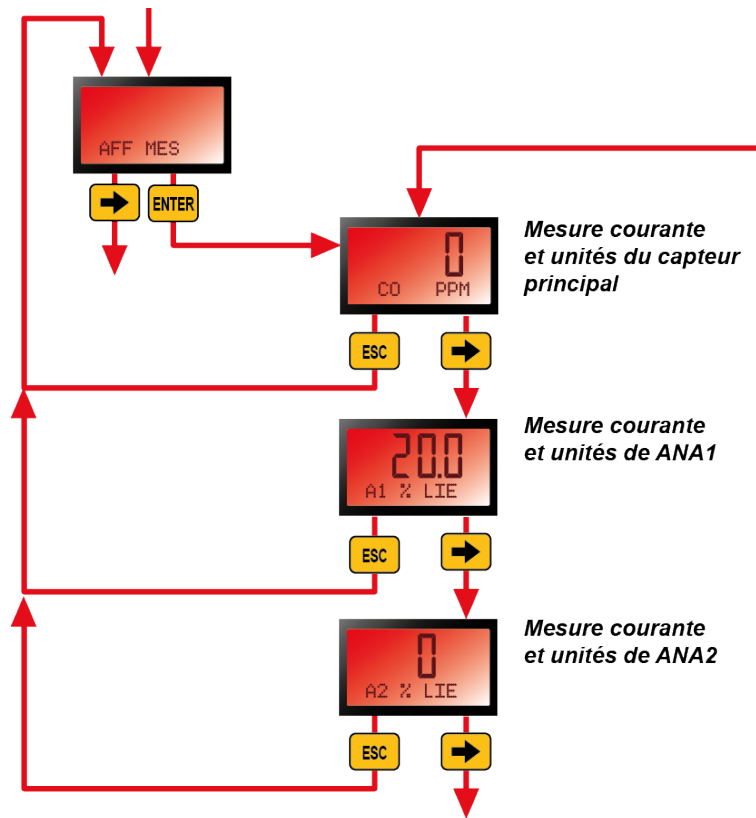 AFF MES
ENTER
0
CO PPM
Mesure courante
et unités du capteur
principal
ESC
20.0
A1 % LIE
Mesure courante
et unités de ANA1
ESC
0
A2 % LIE
Mesure courante
et unités de ANA2
ESC